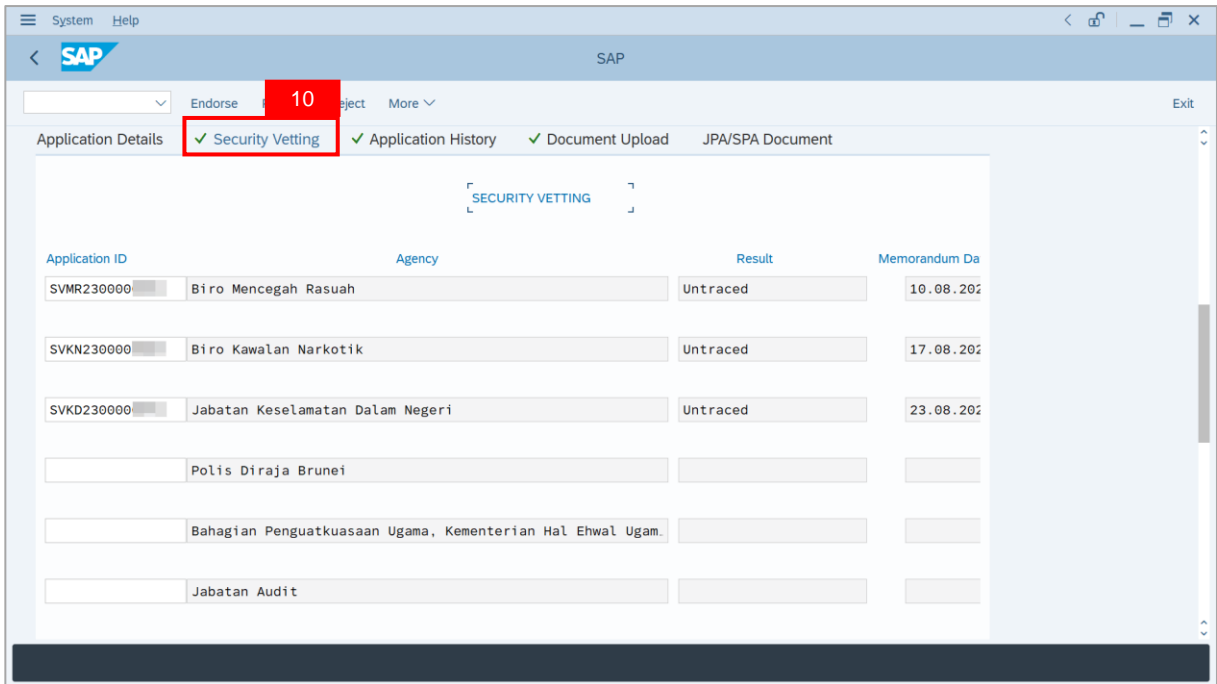 System Help
SAP
SAP
Endorse 10 eject More Exit
Application Details Security Vetting Application History Document Upload JPA/SPA Document
SECURITY VETTING
Application ID Agency Result Memorandum Da
SVMR230000 Biro Mencegah Rasuah Untraced 10.08.202
SVKN230000 Biro Kawalan Narkotik Untraced 17.08.202
SVKD230000 Jabatan Keselamatan Dalam Negeri Untraced 23.08.202
Polis Diraja Brunei
Bahagian Penguatkuasaan Ugama, Kementerian Hal Ehwal Ugam.
Jabatan Audit